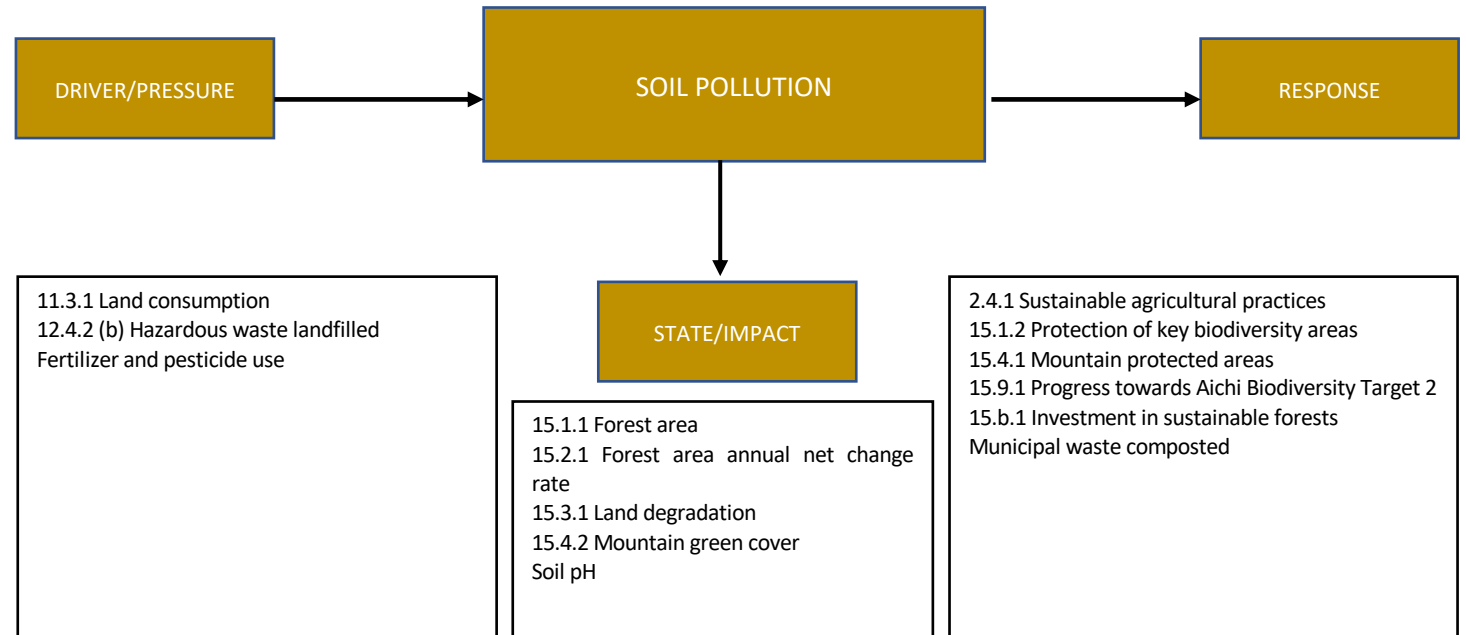 DRIVER/PRESSURE
SOIL POLLUTION
RESPONSE
11.3.1 Land consumption
12.4.2 (b) Hazardous waste landfilled
Fertilizer and pesticide use
STATE/IMPACT
15.1.1 Forest area
15.2.1 Forest area annual net change
rate
15.3.1 Land degradation
15.4.2 Mountain green cover
Soil pH
2.4.1 Sustainable agricultural practices
15.1.2 Protection of key biodiversity areas
15.4.1 Mountain protected areas
15.9.1 Progress towards Aichi Biodiversity Target 2
15.b.1 Investment in sustainable forests
Municipal waste composted